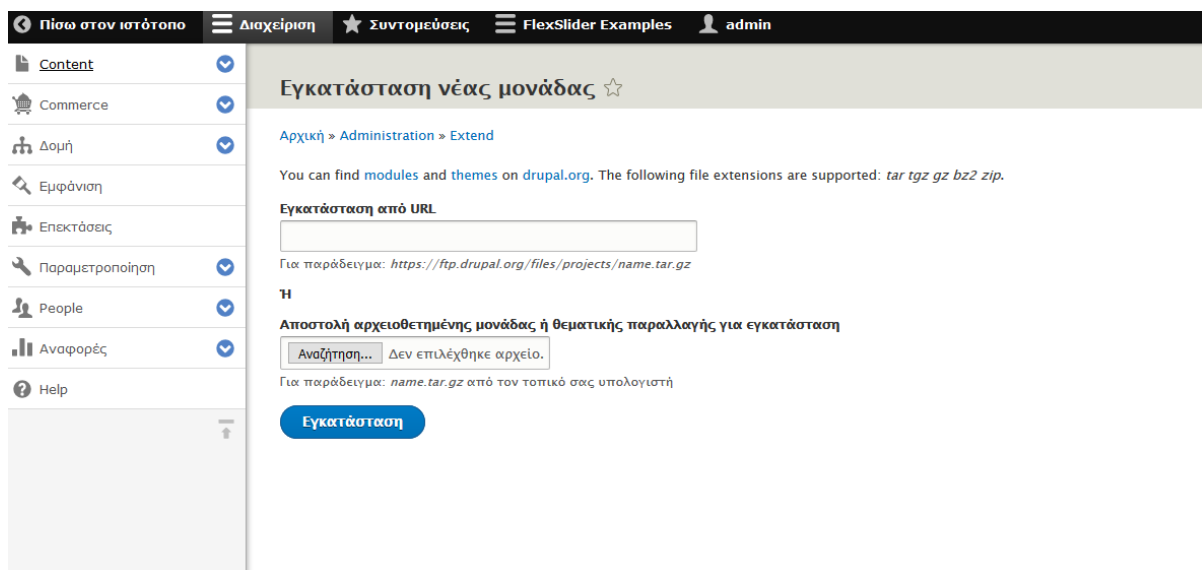 Πίσω στον ιστότοπο Διαχείριση Συντομεύσεις FlexSlider Examples admin
Content
Commerce
Δομή
Εμφάνιση
Επεκτάσεις
Παραμετροποίηση
People
Αναφορές
Help
Εγκατάσταση νέας μονάδας
Αρχική » Administration » Extend
You can find modules and themes on drupal.org. The following file extensions are supported: tar tgz gz bz2 zip.
Εγκατάσταση από URL
Για παράδειγμα: https://ftp.drupal.org/files/projects/name.tar.gz
Ή
Αποστολή αρχειοθετημένης μονάδας ή θεματικής παραλλαγής για εγκατάσταση
Αναζήτηση... Δεν επιλέχθηκε αρχείο.
Για παράδειγμα: name.tar.gz από τον τοπικό σας υπολογιστή
Εγκατάσταση